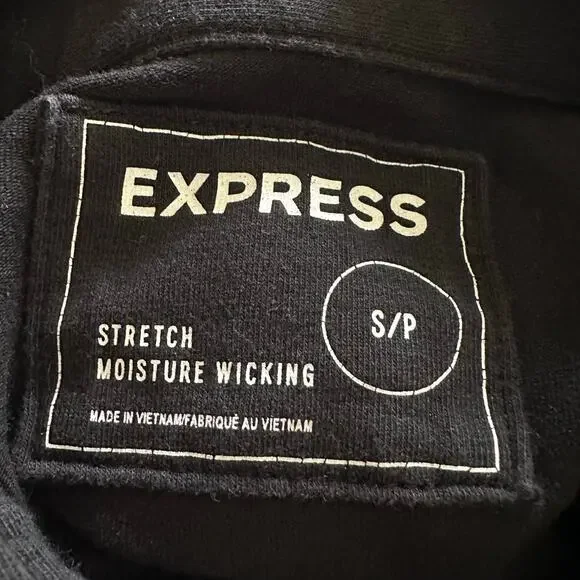 EXPRESS
S/P
STRETCH
MOISTURE WICKING
MADE IN VIETNAM/FABRIQUÉ AU VIETNAM